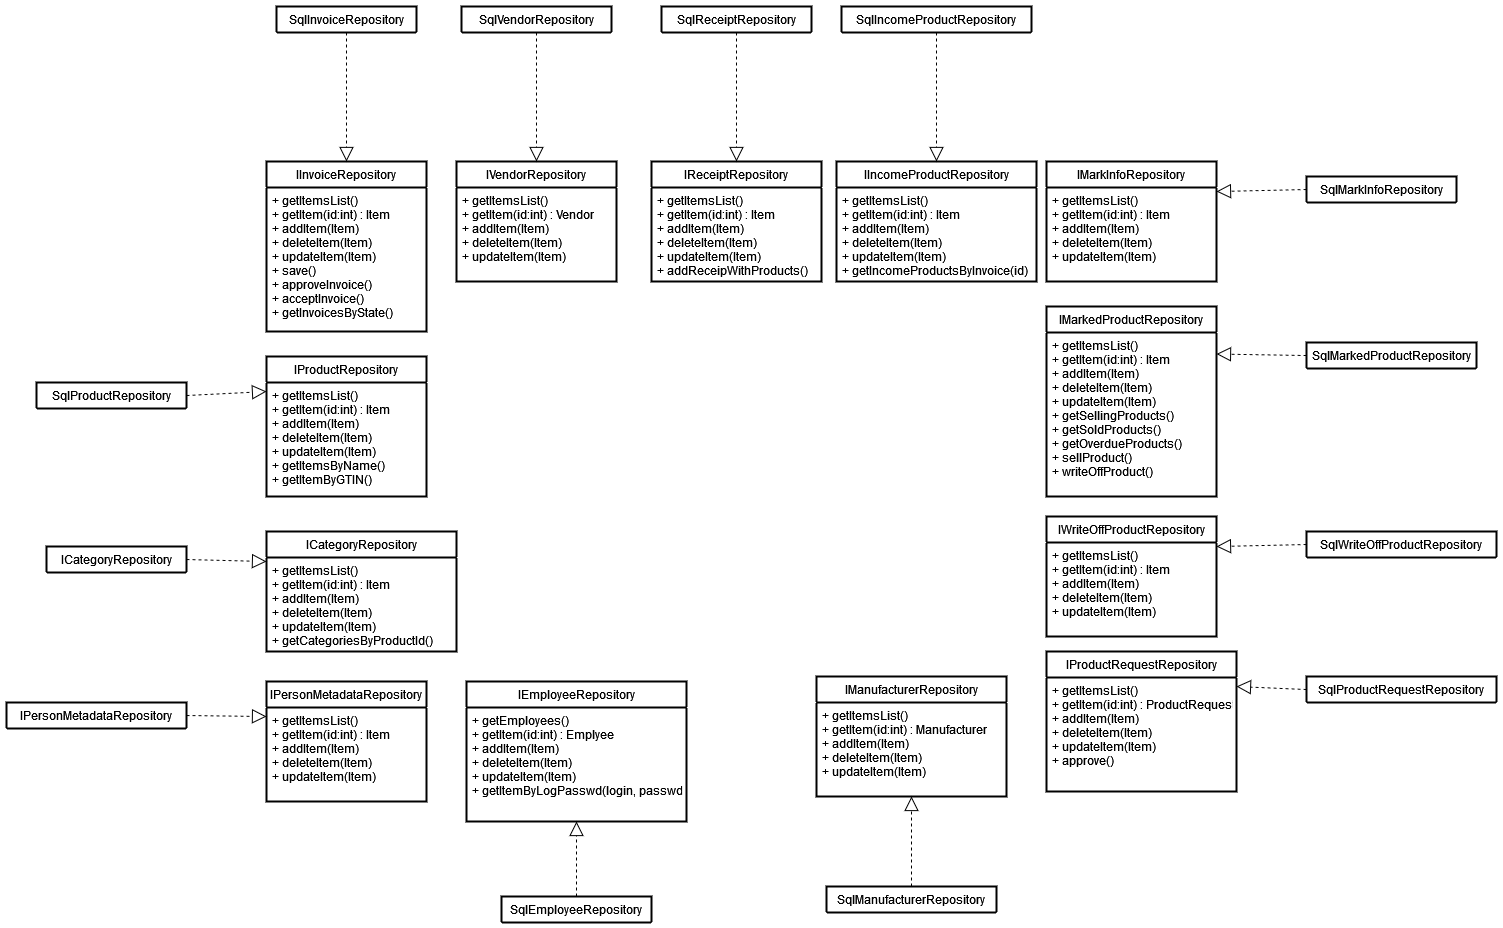 SqlInvoiceRepository
SqlVendorRepository
SqlReceiptRepository
SqlIncomeProductRepository
IInvoiceRepository
+ getItemsList()
+ getItem(id:int) : Item
+ addItem(Item)
+ deleteItem(Item)
+ updateItem(Item)
+ save()
+ approveInvoice()
+ acceptInvoice()
+ getInvoicesByState()
IVendorRepository
+ getItemsList()
+ getItem(id:int) : Vendor
+ addItem(Item)
+ deleteItem(Item)
+ updateItem(Item)
IReceiptRepository
+ getItemsList()
+ getItem(id:int) : Item
+ addItem(Item)
+ deleteItem(Item)
+ updateItem(Item)
+ addReceipWithProducts()
IIncomeProductRepository
+ getItemsList()
+ getItem(id:int) : Item
+ addItem(Item)
+ deleteItem(Item)
+ updateItem(Item)
+ getIncomeProductsByInvoice(id)
IMarkInfoRepository
+ getItemsList()
+ getItem(id:int) : Item
+ addItem(Item)
+ deleteItem(Item)
+ updateItem(Item)
SqlMarkInfoRepository
IMarkedProductRepository
+ getItemsList()
+ getItem(id:int) : Item
+ addItem(Item)
+ deleteItem(Item)
+ updateItem(Item)
+ getSellingProducts()
+ getSoldProducts()
+ getOverdueProducts()
+ sellProduct()
+ writeOffProduct()
SqlMarkedProductRepository
SqlProductRepository
IProductRepository
+ getItemsList()
+ getItem(id:int) : Item
+ addItem(Item)
+ deleteItem(Item)
+ updateItem(Item)
+ getItemsByName()
+ getItemByGTIN()
ICategoryRepository
ICategoryRepository
+ getItemsList()
+ getItem(id:int) : Item
+ addItem(Item)
+ deleteItem(Item)
+ updateItem(Item)
+ getCategoriesByProductId()
IWriteOffProductRepository
+ getItemsList()
+ getItem(id:int) : Item
+ addItem(Item)
+ deleteItem(Item)
+ updateItem(Item)
SqlWriteOffProductRepository
IPersonMetadataRepository
IPersonMetadataRepository
+ getItemsList()
+ getItem(id:int) : Item
+ addItem(Item)
+ deleteItem(Item)
+ updateItem(Item)
IEmployeeRepository
+ getEmployees()
+ getItem(id:int) : Emplyee
+ addItem(Item)
+ deleteItem(Item)
+ updateItem(Item)
+ getItemByLogPasswd(login, passwd
IManufacturerRepository
+ getItemsList()
+ getItem(id:int) : Manufacturer
+ addItem(Item)
+ deleteItem(Item)
+ updateItem(Item)
IProductRequestRepository
+ getItemsList()
+ getItem(id:int) : ProductReques
+ addItem(Item)
+ deleteItem(Item)
+ updateItem(Item)
+ approve()
SqlProductRequestRepository
SqlEmployeeRepository
SqlManufacturerRepository